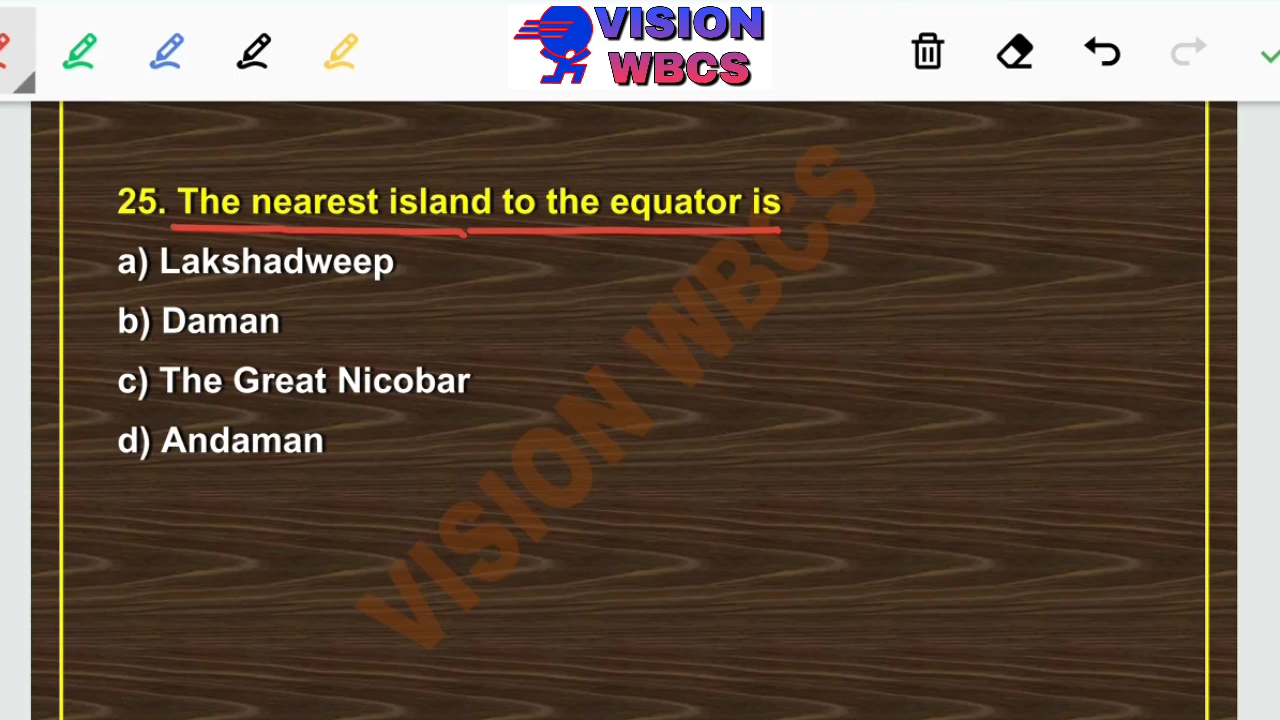 VISION
WBCS
25. The nearest island to the equator is
a) Lakshadweep
b) Daman
c) The Great Nicobar
d) Andaman
VISION WBCS